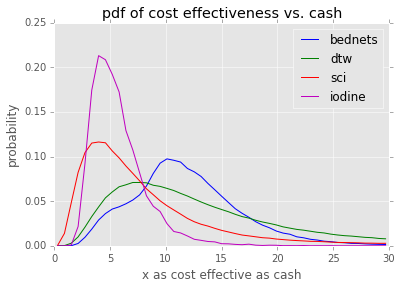 pdf of cost effectiveness vs. cash
0.25
0.20
0.15
0.10
0.05
0.00
probability
bednets
dtw
sci
iodine
0 5 10 15 20 25 30
x as cost effective as cash